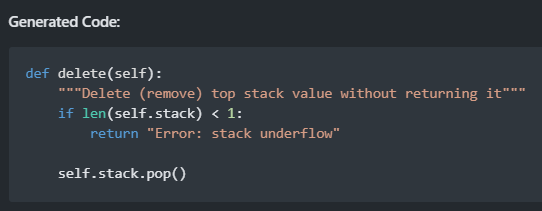 Generated Code:
def delete(self):
    """Delete (remove) top stack value without returning it"""
    if len(self.stack) < 1:
        return "Error: stack underflow"
    self.stack.pop()